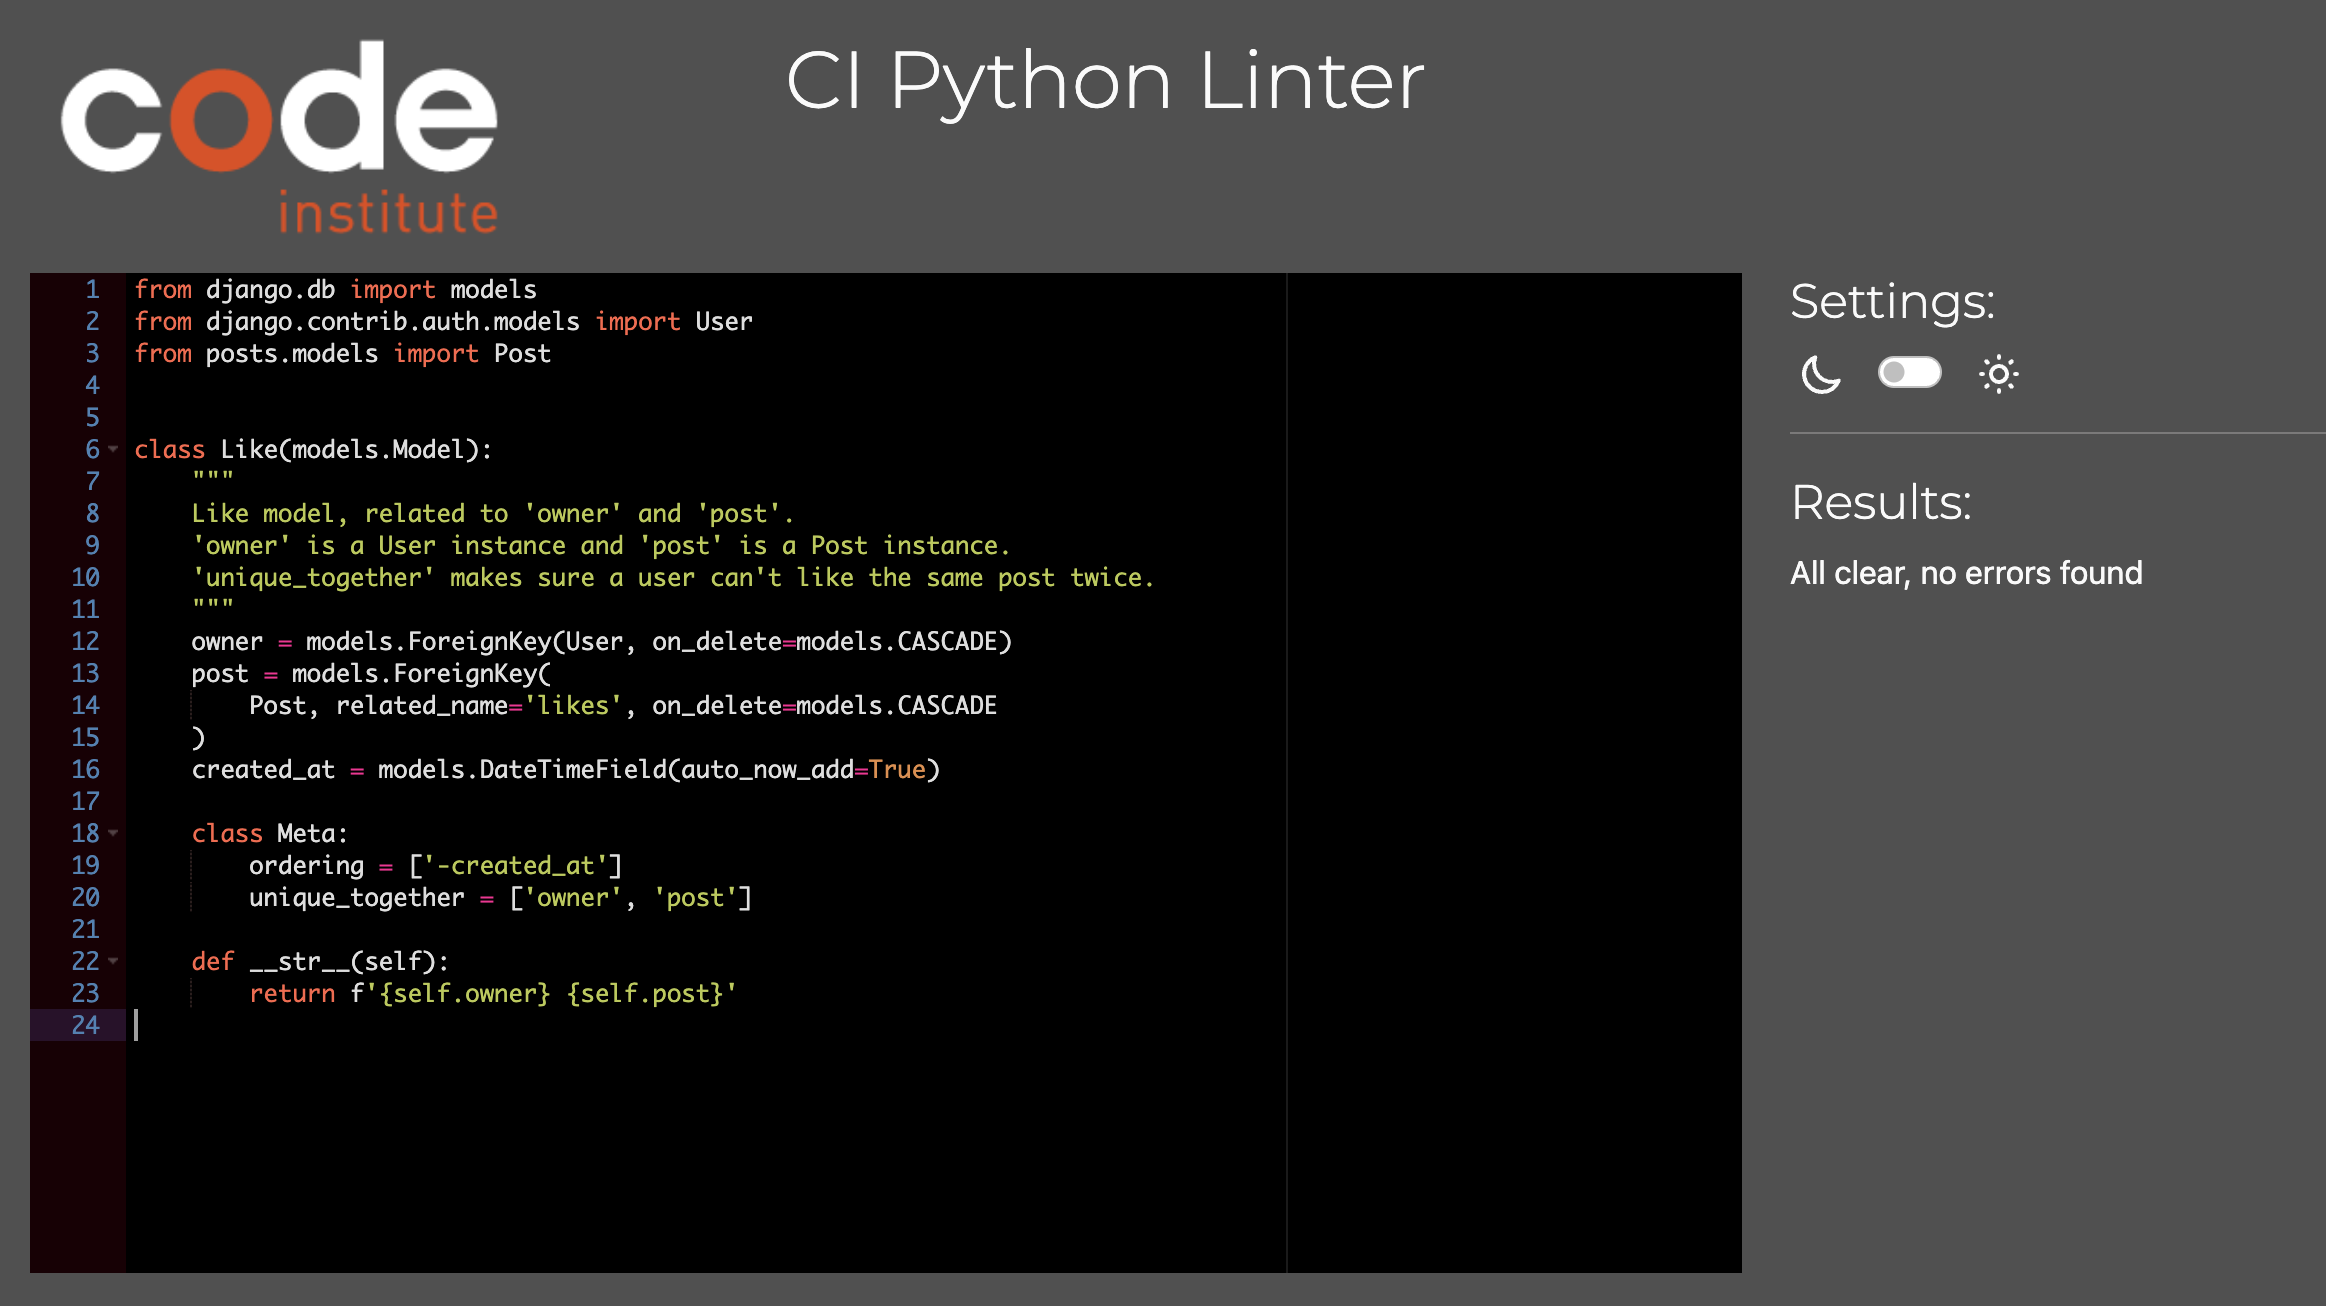 code
institute
CI Python Linter
1 from django.db import models
2 from django.contrib.auth.models import User
3 from posts.models import Post
4
5
6 class Like(models.Model):
7     """
8     Like model, related to 'owner' and 'post'.
9     'owner' is a User instance and 'post' is a Post instance.
10     'unique_together' makes sure a user can't like the same post twice.
11     """
12     owner = models.ForeignKey(User, on_delete=models.CASCADE)
13     post = models.ForeignKey(
14         Post, related_name='likes', on_delete=models.CASCADE
15     )
16     created_at = models.DateTimeField(auto_now_add=True)
17
18     class Meta:
19         ordering = ['-created_at']
20         unique_together = ['owner', 'post']
21
22     def __str__(self):
23         return f'{self.owner} {self.post}'
24
Settings:
Results:
All clear, no errors found